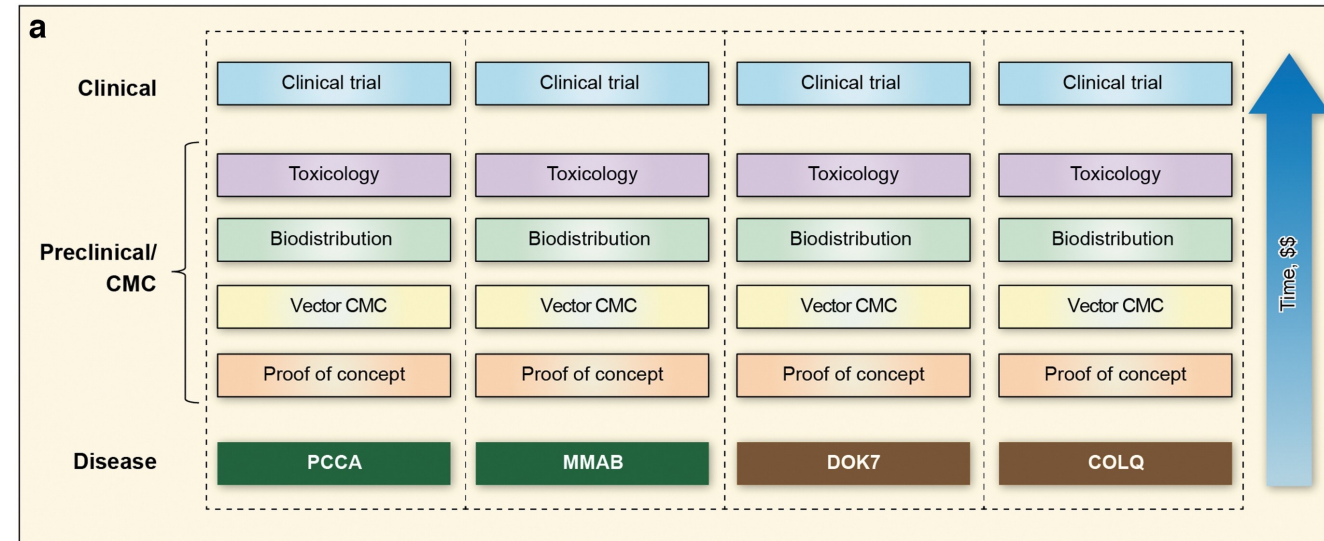 a
Clinical
Clinical trial
Clinical trial
Clinical trial
Clinical trial
Toxicology
Toxicology
Toxicology
Toxicology
Preclinical/
CMC
Biodistribution
Biodistribution
Biodistribution
Biodistribution
Vector CMC
Vector CMC
Vector CMC
Vector CMC
Proof of concept
Proof of concept
Proof of concept
Proof of concept
Disease
PCCA
MMAB
DOK7
COLQ
Time, $$